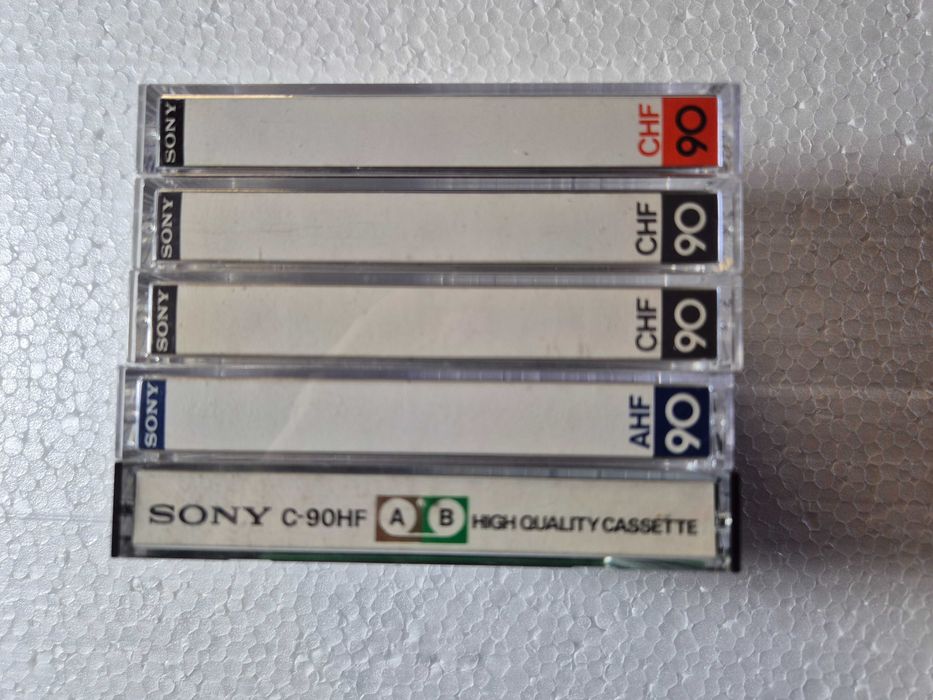 SONY CHF 90
SONY CHF 90
SONY CHF 90
SONY AHF 90
SONY C-90HF A B HIGH QUALITY CASSETTE